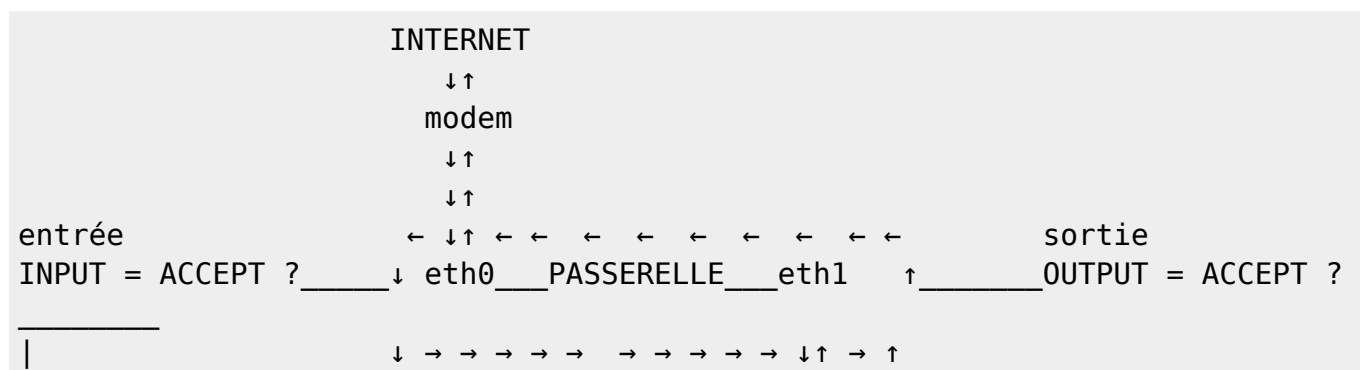 INTERNET
↓↑
modem
↓↑
↓↑
entrée ← ↓↑ ← ← ← ← ← ← ← ← ← sortie
INPUT = ACCEPT ?_____↓ eth0___PASSERELLE___eth1 ↑_______OUTPUT = ACCEPT ?
________
| ↓ → → → → → → → → → → ↓↑ → ↑